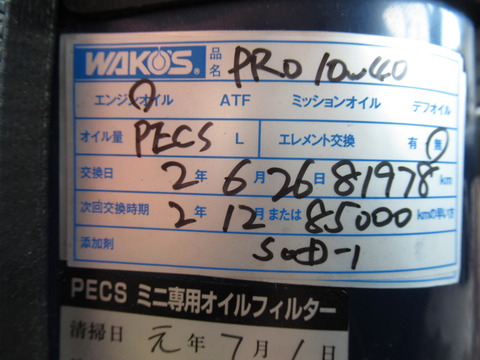 WAKO'S® 品名 PRO 10w40
エンジンオイル ATF ミッションオイル デフオイル
オイル量 PECS L エレメント交換 有 無
交換日 2年 6月 26日 81978 km
次回交換時期 2年 12月または 85000 kmの早い方
添加剤 S&D-1
PECS ミニ専用オイルフィルター
清掃日 元年 7月 1日